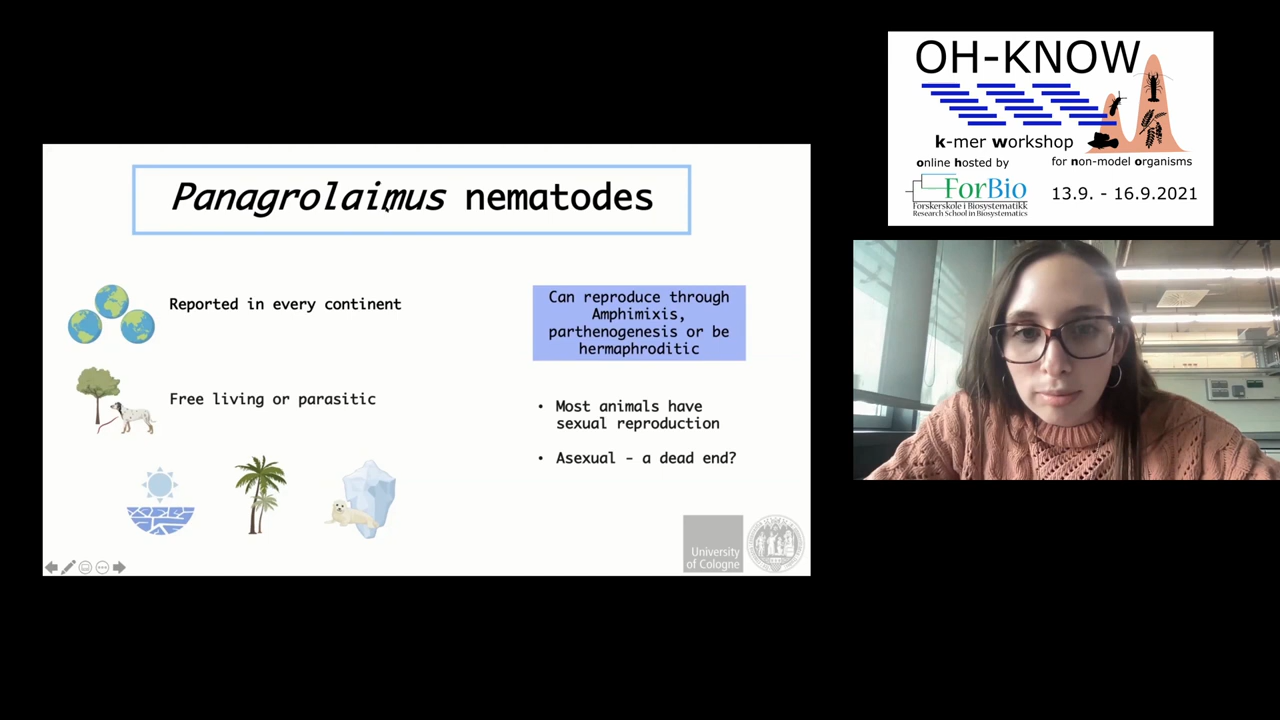 OH-KNOW
k-mer workshop
online hosted by
for non-model organisms
ForBio
Forskerskole i Biosystematikk
Research School in Biosystematics
13.9. - 16.9.2021
Panagrolaimus nematodes
Reported in every continent
Free living or parasitic
Can reproduce through
Amphimixis,
parthenogenesis or be
hermaphroditic
• Most animals have
sexual reproduction
• Asexual - a dead end?
University
of Cologne